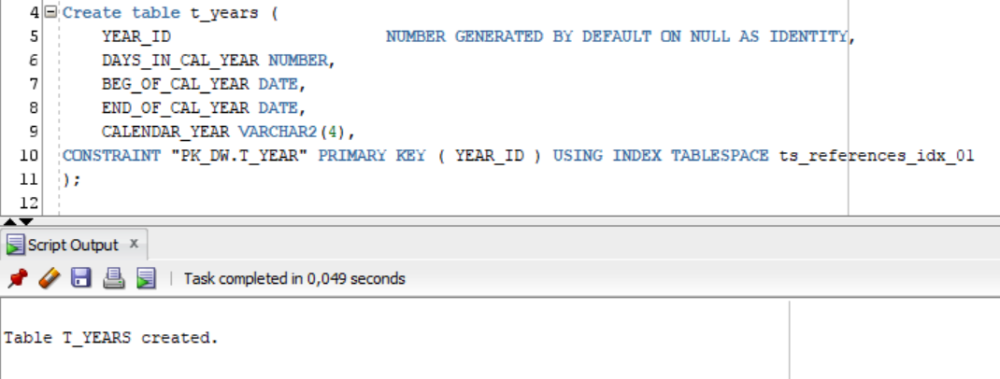 4 Create table t_years (
5 YEAR_ID NUMBER GENERATED BY DEFAULT ON NULL AS IDENTITY,
6 DAYS_IN_CAL_YEAR NUMBER,
7 BEG_OF_CAL_YEAR DATE,
8 END_OF_CAL_YEAR DATE,
9 CALENDAR_YEAR VARCHAR2(4),
10 CONSTRAINT "PK_DW.T_YEAR" PRIMARY KEY ( YEAR_ID ) USING INDEX TABLESPACE ts_references_idx_01
11 );
12
Script Output x
Task completed in 0,049 seconds
Table T_YEARS created.